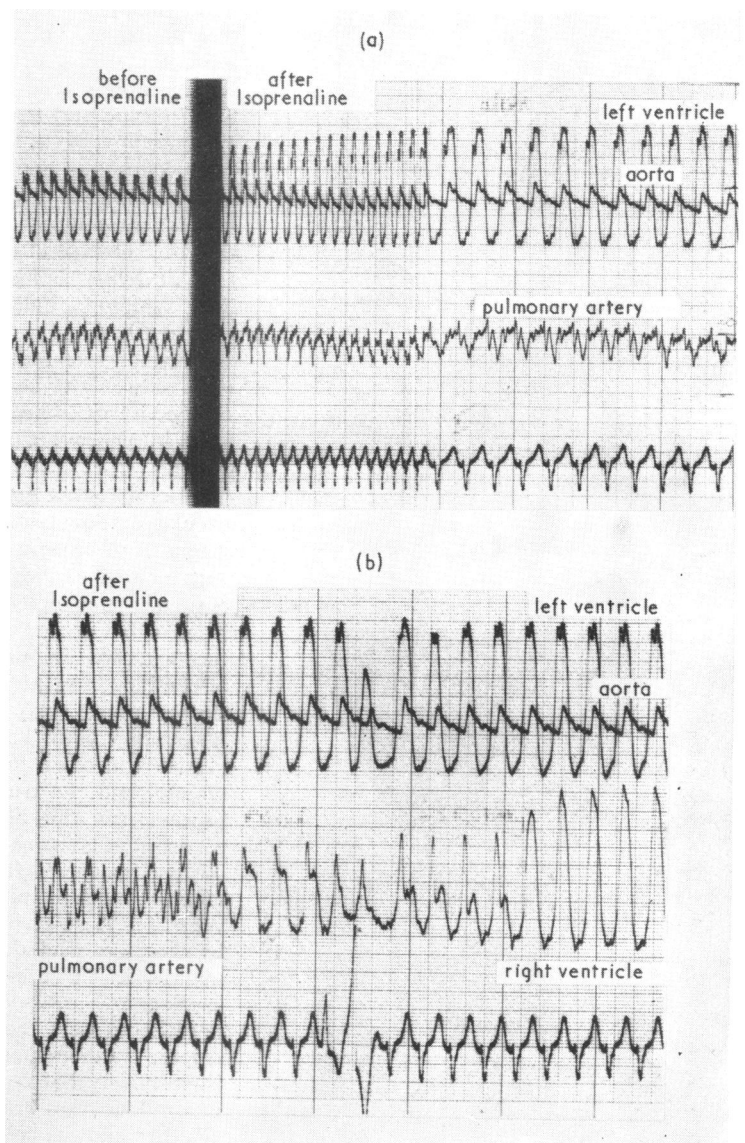 (a)
before
Isoprenaline
after
Isoprenaline
left ventricle
aorta
pulmonary artery
(b)
after
Isoprenaline
left ventricle
aorta
pulmonary artery
right ventricle